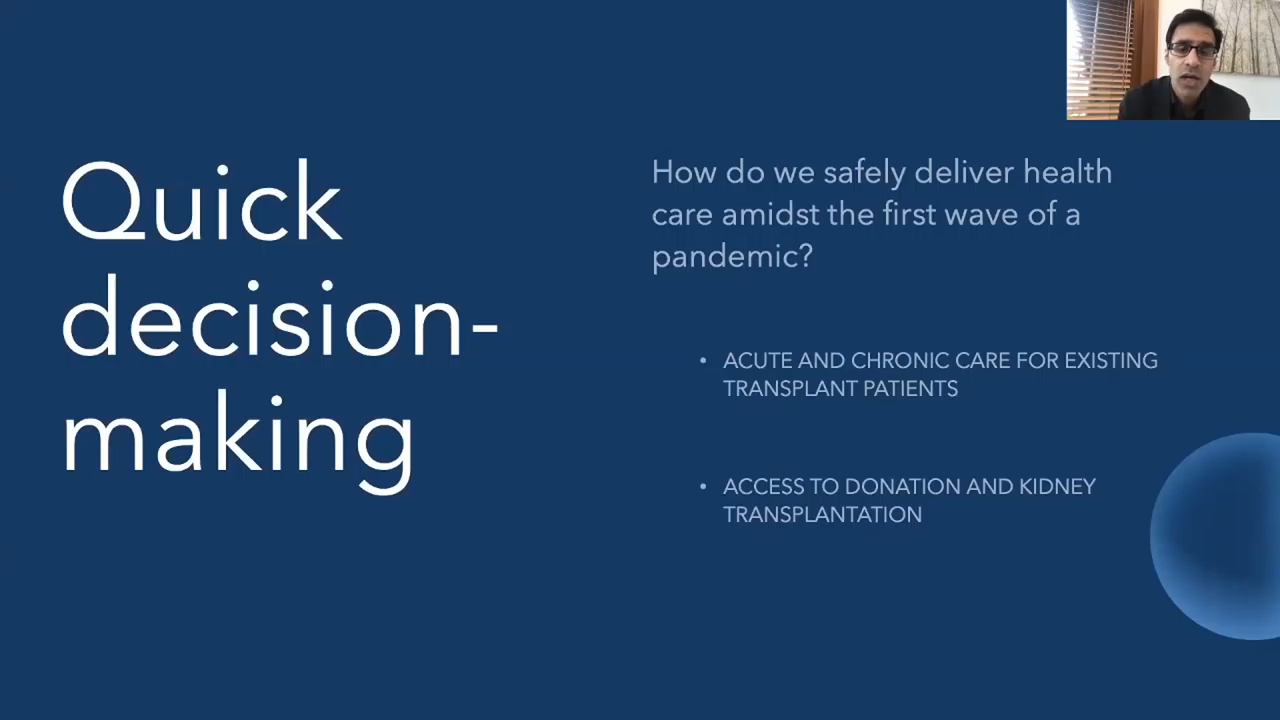 Quick
decision-
making
How do we safely deliver health
care amidst the first wave of a
pandemic?
• ACUTE AND CHRONIC CARE FOR EXISTING
TRANSPLANT PATIENTS
• ACCESS TO DONATION AND KIDNEY
TRANSPLANTATION